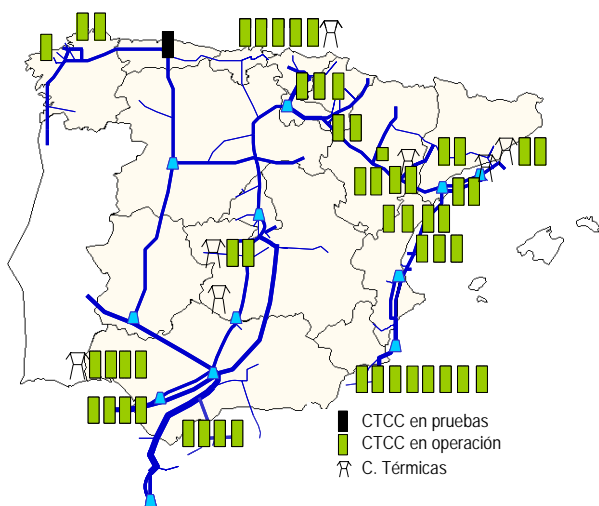 CTCC en pruebas
CTCC en operación
C. Térmicas